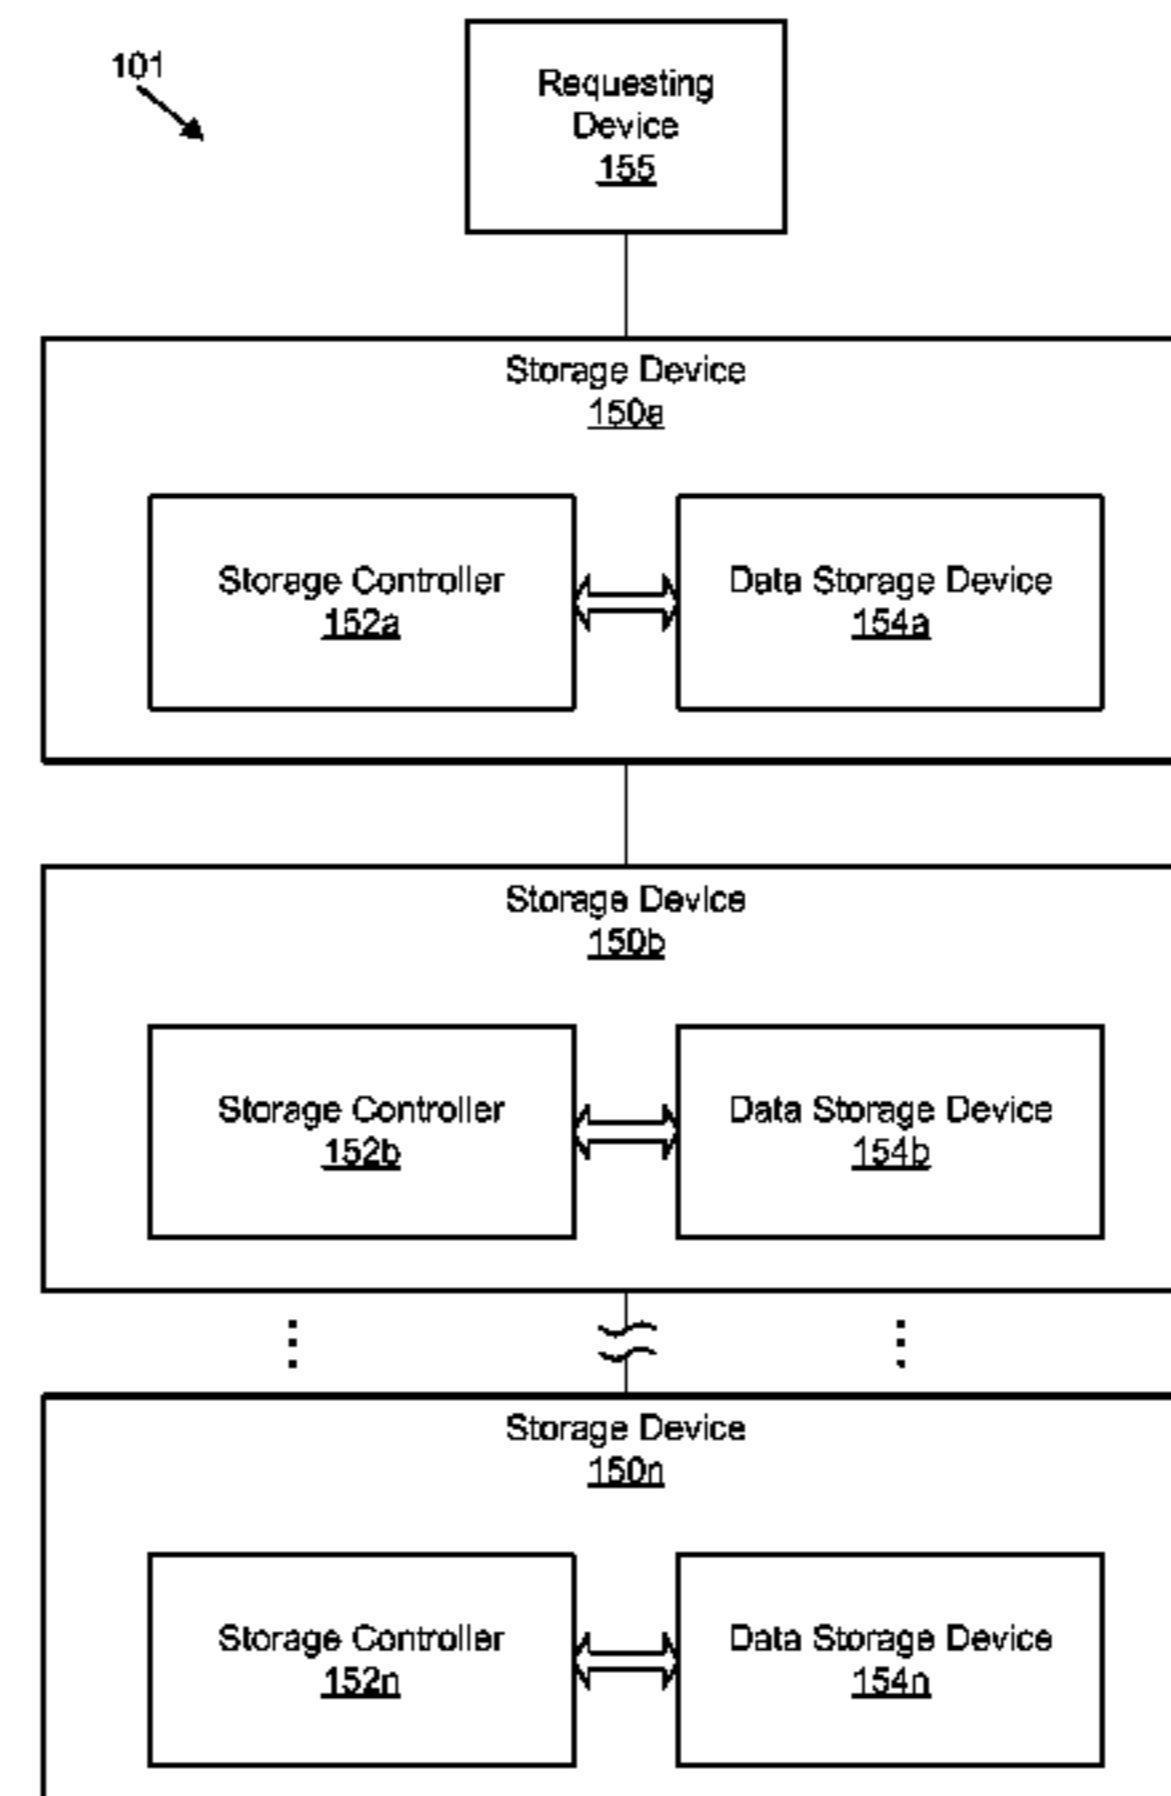 101
Requesting
Device
155
Storage Device
150a
Storage Controller
152a
Data Storage Device
154a
Storage Device
150b
Storage Controller
152b
Data Storage Device
154b
Storage Device
150n
Storage Controller
152n
Data Storage Device
154n